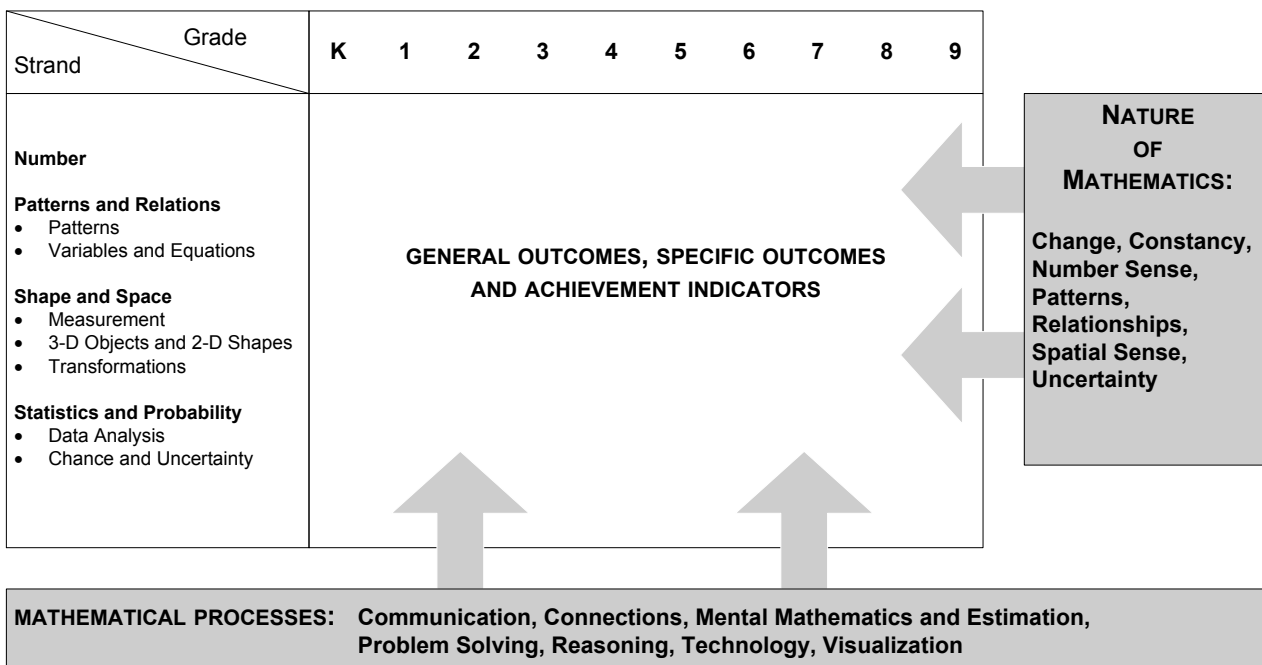 Grade
Strand
K 1 2 3 4 5 6 7 8 9
Number
Patterns and Relations
• Patterns
• Variables and Equations
Shape and Space
• Measurement
• 3-D Objects and 2-D Shapes
• Transformations
Statistics and Probability
• Data Analysis
• Chance and Uncertainty
GENERAL OUTCOMES, SPECIFIC OUTCOMES
AND ACHIEVEMENT INDICATORS
NATURE
OF
MATHEMATICS:
Change, Constancy,
Number Sense,
Patterns,
Relationships,
Spatial Sense,
Uncertainty
MATHEMATICAL PROCESSES: Communication, Connections, Mental Mathematics and Estimation,
Problem Solving, Reasoning, Technology, Visualization